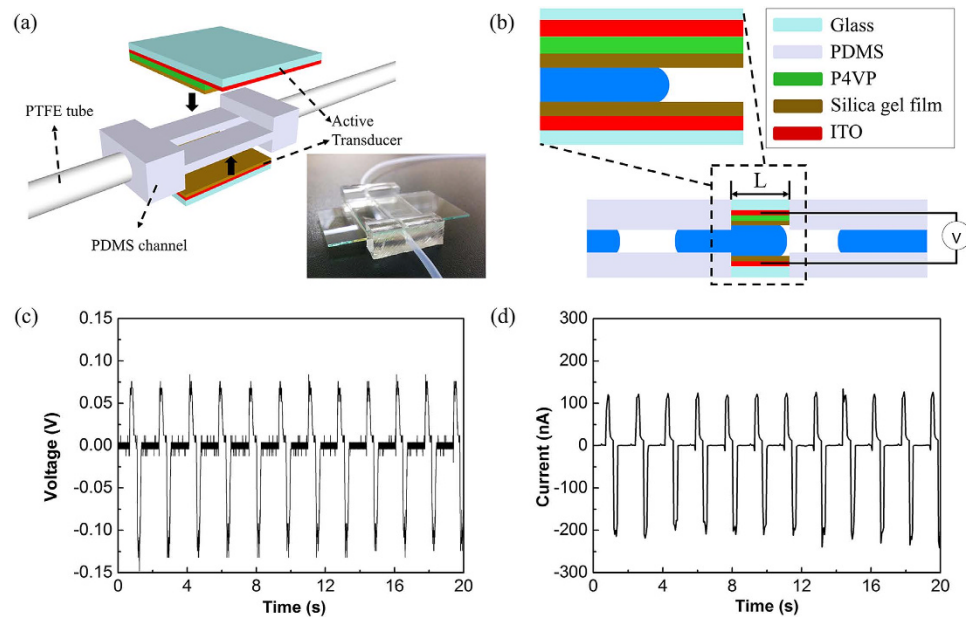 (a)
PTFE tube
Active
Transducer
PDMS channel
(b)
Glass
PDMS
P4VP
Silica gel film
ITO
L
V
(c)
0.15
0.10
0.05
0.00
-0.05
-0.10
-0.15
Voltage (V)
0 4 8 12 16 20
Time (s)
(d)
300
200
100
0
-100
-200
-300
Current (nA)
0 4 8 12 16 20
Time (s)